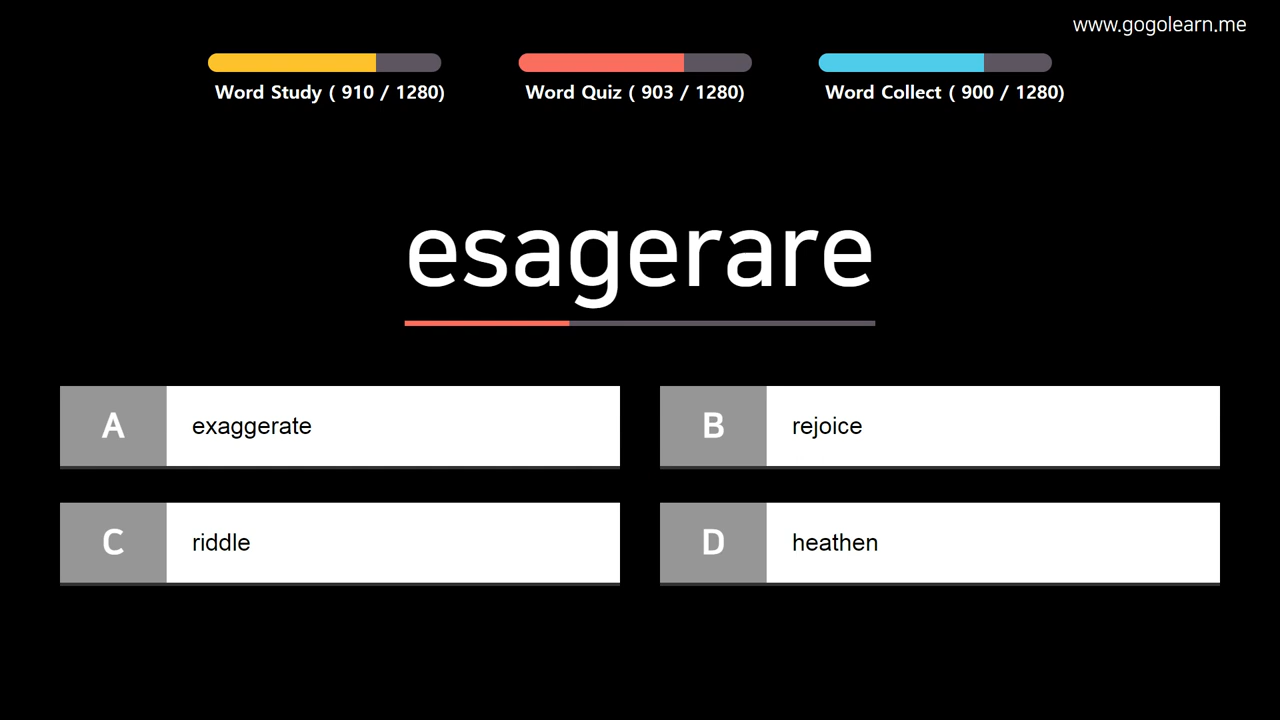 www.gogolearn.me
Word Study ( 910 / 1280)
Word Quiz ( 903 / 1280)
Word Collect ( 900 / 1280)
esagerare
A exaggerate
B rejoice
C riddle
D heathen